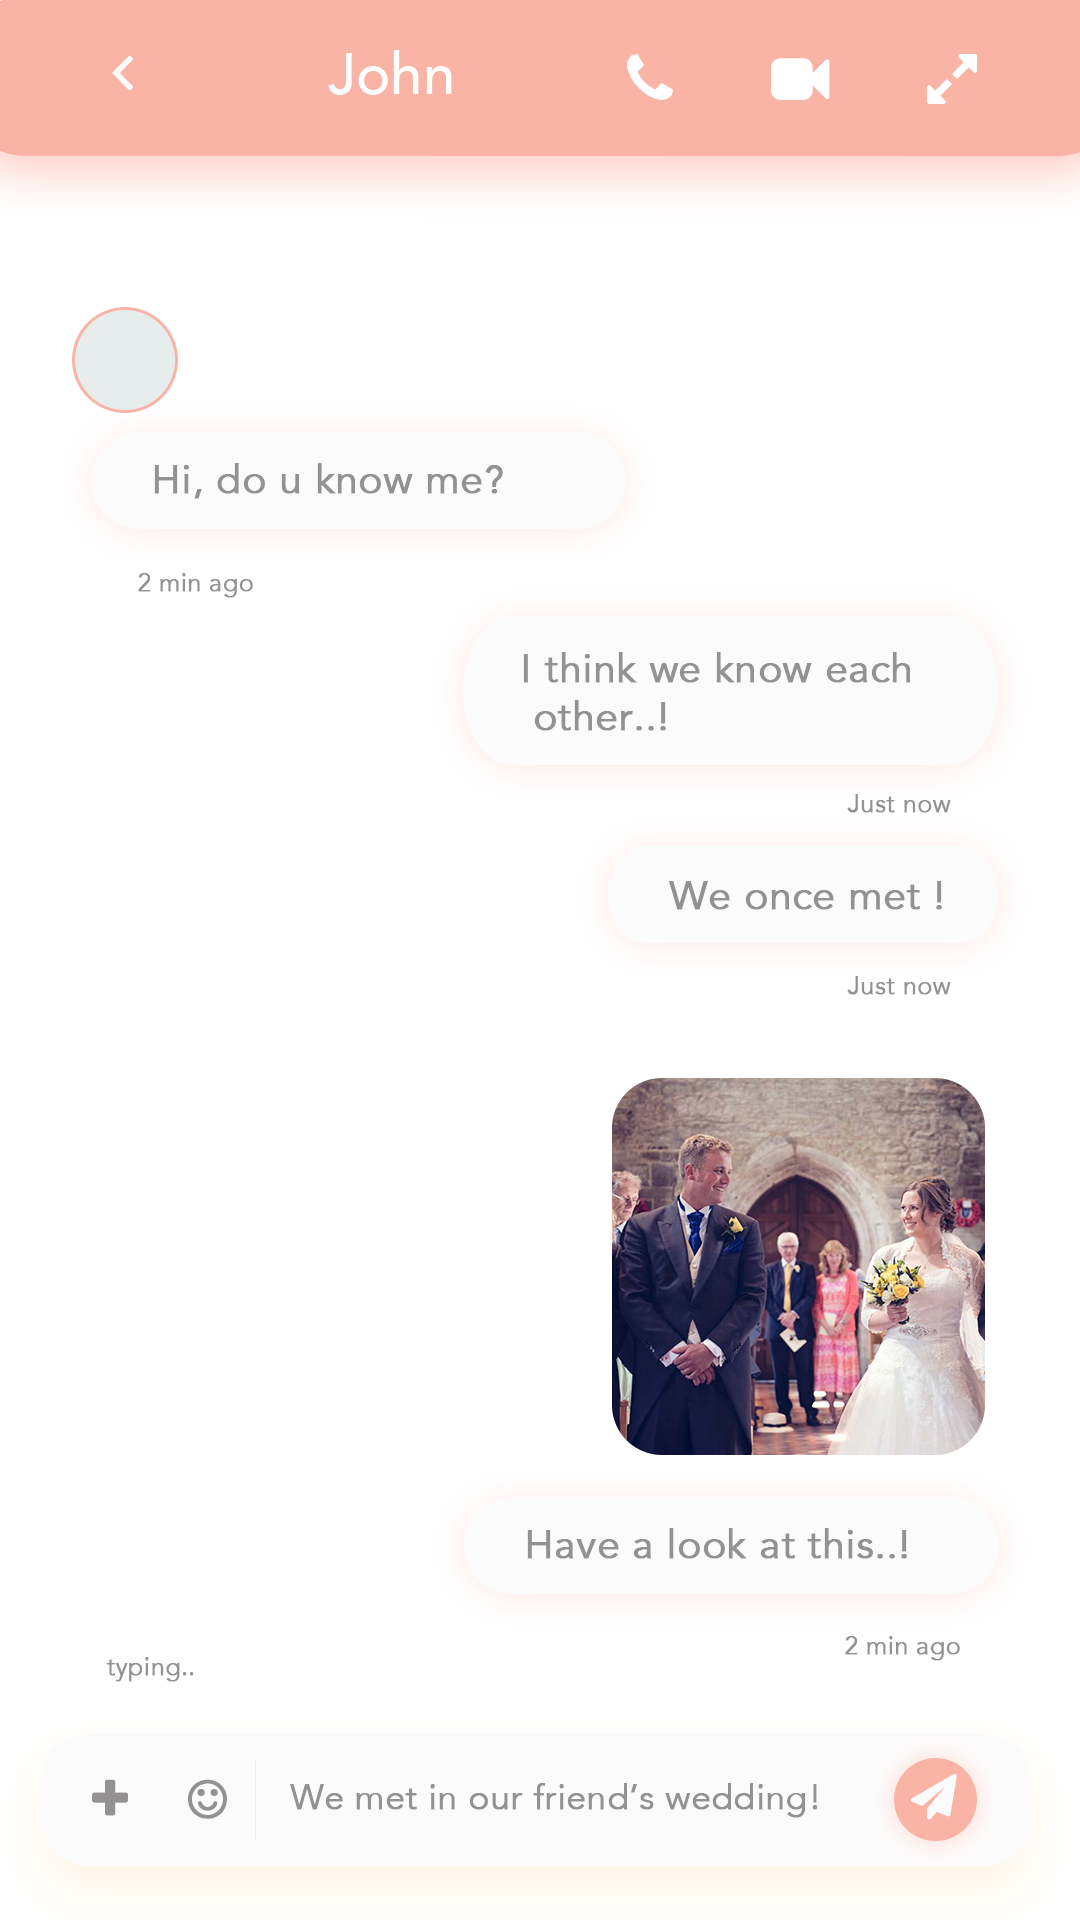 John
Hi, do u know me?
2 min ago
I think we know each
other..!
Just now
We once met !
Just now
Have a look at this..!
2 min ago
typing..
We met in our friend’s wedding!